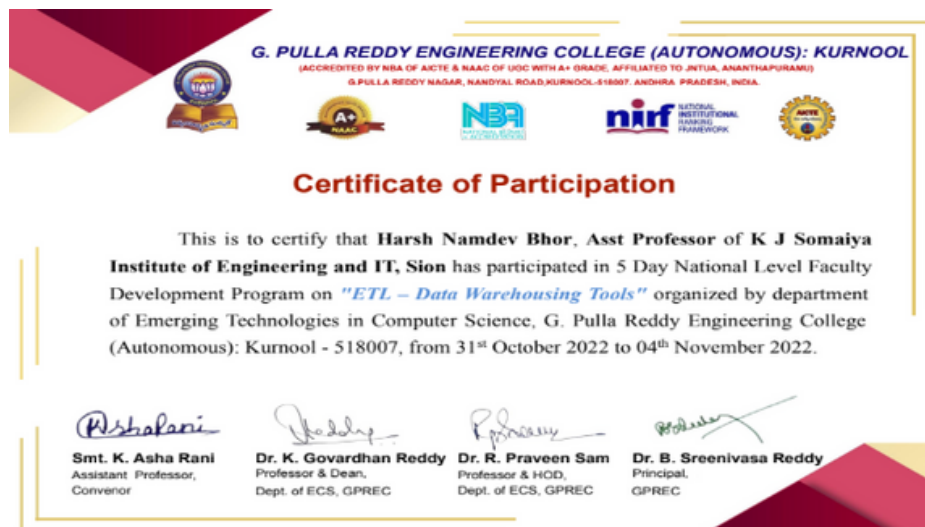 G. PULLA REDDY ENGINEERING COLLEGE (AUTONOMOUS): KURNOOL
(ACCREDITED BY NBA OF AICTE & NAAC OF UGC WITH A+ GRADE, AFFILIATED TO JNTUA, ANANTHAPURAMU)
G.PULLA REDDY NAGAR, NANDYAL ROAD,KURNOOL-518007. ANDHRA PRADESH, INDIA.
A+
NAAC
NBA
NATIONAL BOARD
of ACCREDITATION
nirf
NATIONAL
INSTITUTIONAL
RANKING
FRAMEWORK
AICTE
Certificate of Participation
This is to certify that Harsh Namdev Bhor, Asst Professor of K J Somaiya
Institute of Engineering and IT, Sion has participated in 5 Day National Level Faculty
Development Program on "ETL – Data Warehousing Tools" organized by department
of Emerging Technologies in Computer Science, G. Pulla Reddy Engineering College
(Autonomous): Kurnool - 518007, from 31st October 2022 to 04th November 2022.
Smt. K. Asha Rani
Assistant Professor,
Convenor
Dr. K. Govardhan Reddy
Professor & Dean,
Dept. of ECS, GPREC
Dr. R. Praveen Sam
Professor & HOD,
Dept. of ECS, GPREC
Dr. B. Sreenivasa Reddy
Principal,
GPREC